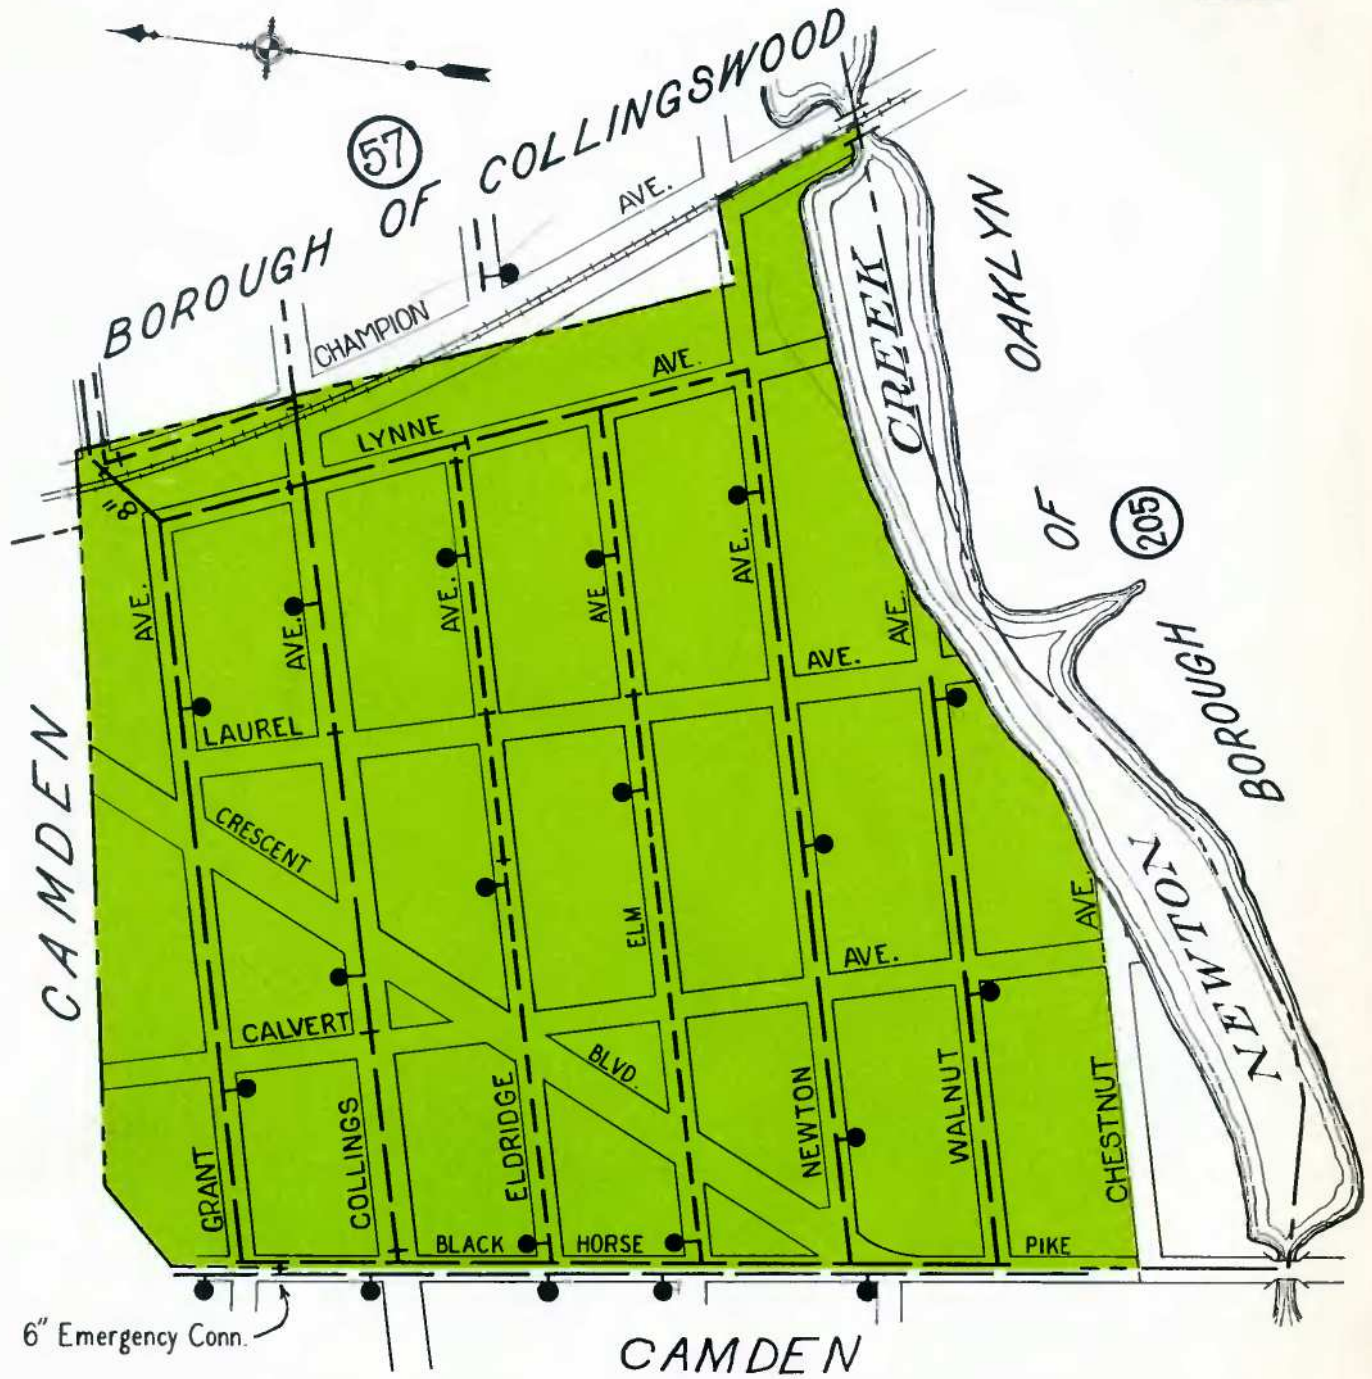 BOROUGH OF COLLINGSWOOD
57
CHAMPION AVE.
LYNNE AVE.
8"
AVE.
AVE.
AVE.
AVE
AVE.
AVE.
LAUREL AVE.
CRESCENT BLVD.
CALVERT AVE.
GRANT
COLLINGS
ELDRIDGE
ELM
NEWTON
WALNUT
CHESTNUT AVE.
BLACK HORSE PIKE
NEWTON CREEK
BOROUGH OF OAKLYN
205
CAMDEN
6" Emergency Conn.
CAMDEN